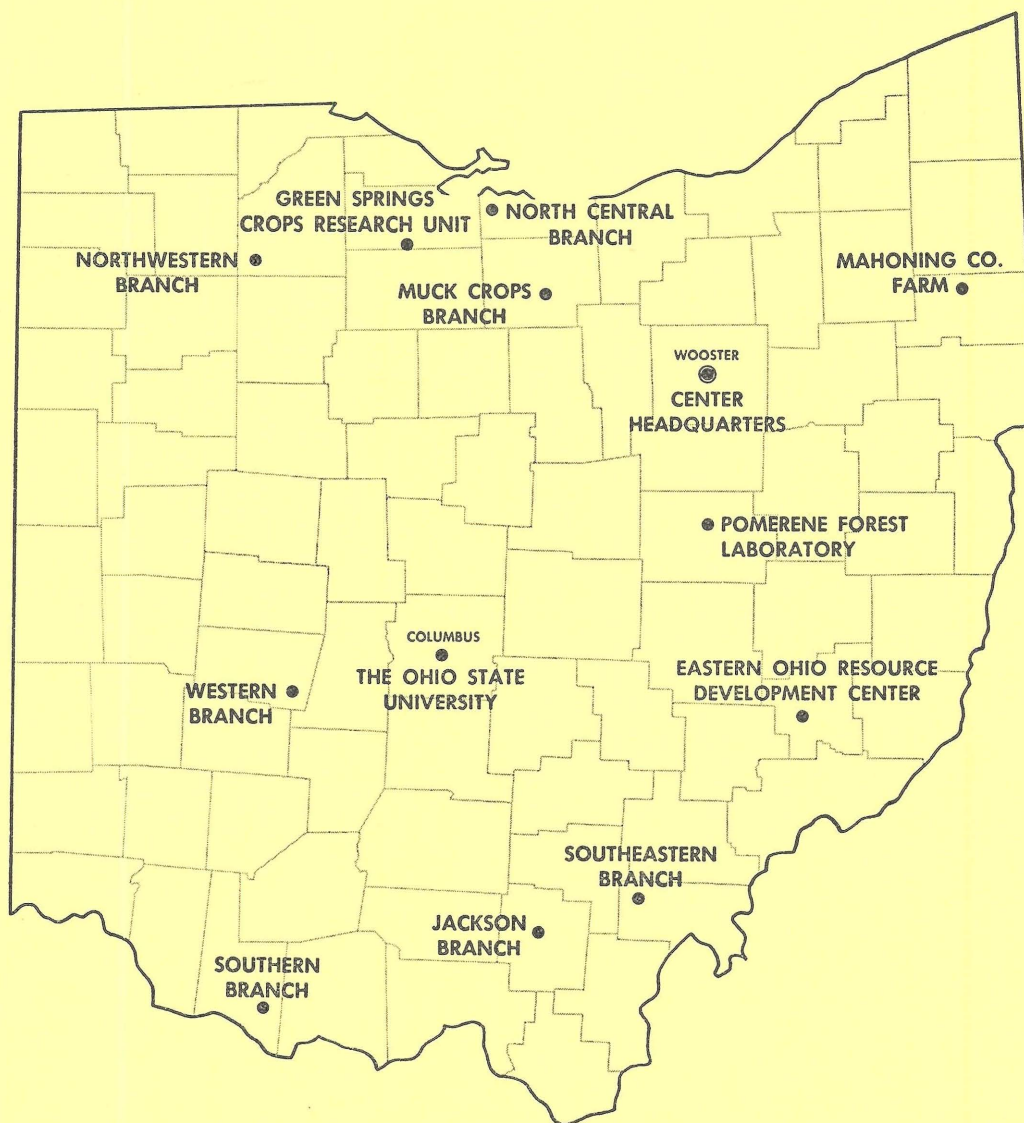 GREEN SPRINGS
CROPS RESEARCH UNIT
NORTH CENTRAL
BRANCH
NORTHWESTERN
BRANCH
MUCK CROPS
BRANCH
MAHONING CO.
FARM
WOOSTER
CENTER
HEADQUARTERS
POMERENE FOREST
LABORATORY
COLUMBUS
THE OHIO STATE
UNIVERSITY
EASTERN OHIO RESOURCE
DEVELOPMENT CENTER
WESTERN
BRANCH
SOUTHEASTERN
BRANCH
JACKSON
BRANCH
SOUTHERN
BRANCH